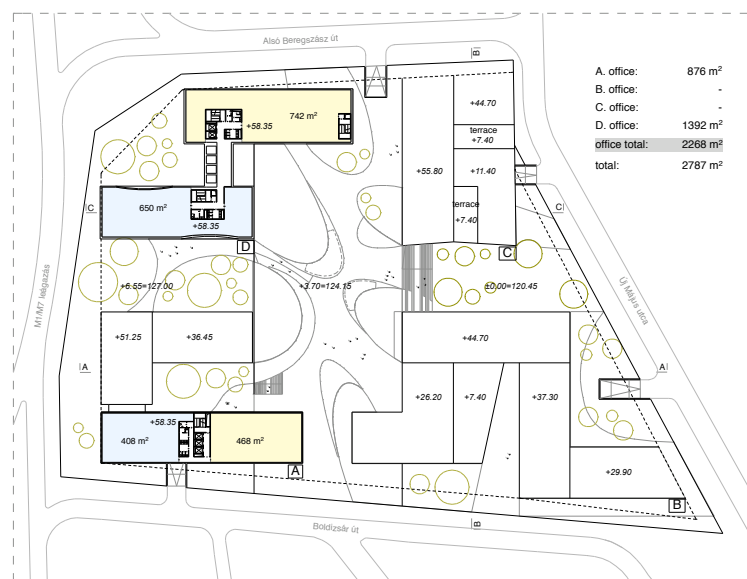 Alsó Beregszász út
B
A. office: 876 m²
B. office: -
C. office: -
D. office: 1392 m²
office total: 2268 m²
total: 2787 m²
742 m²
+58.35
+44.70
terrace
+7.40
+55.80
+11.40
terrace
+7.40
C
650 m²
+58.35
C
D
C
+6.55=127.00
+3.70=124.15
±0.00=120.45
Új Május utca
M1/M7 leágazás
+51.25
+36.45
+44.70
A
A
+26.20
+7.40
+37.30
+58.35
408 m²
468 m²
A
+29.90
B
B
Boldizsár út